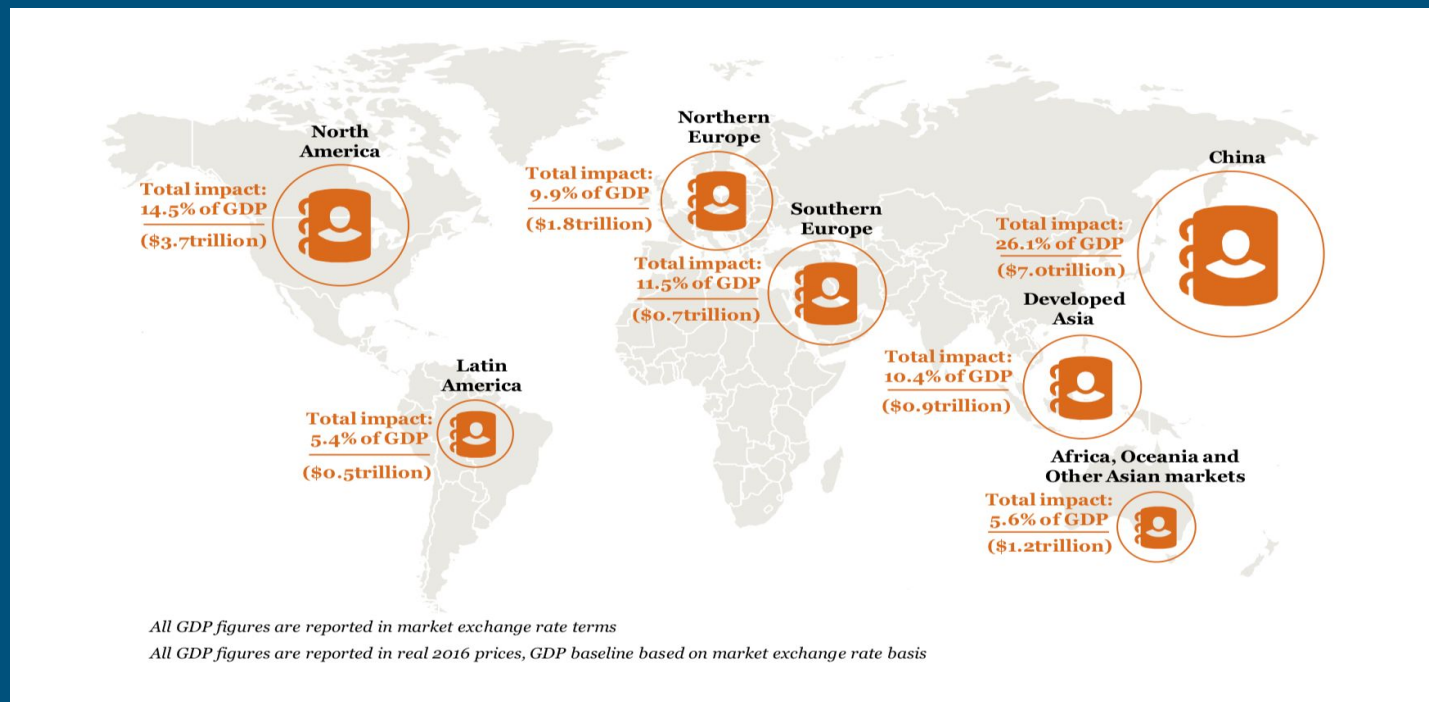 North
America
Total impact:
14.5% of GDP
($3.7trillion)
Northern
Europe
Total impact:
9.9% of GDP
($1.8trillion)
Southern
Europe
Total impact:
11.5% of GDP
($0.7trillion)
China
Total impact:
26.1% of GDP
($7.0trillion)
Developed
Asia
Total impact:
10.4% of GDP
($0.9trillion)
Latin
America
Total impact:
5.4% of GDP
($0.5trillion)
Africa, Oceania and
Other Asian markets
Total impact:
5.6% of GDP
($1.2trillion)
All GDP figures are reported in market exchange rate terms
All GDP figures are reported in real 2016 prices, GDP baseline based on market exchange rate basis